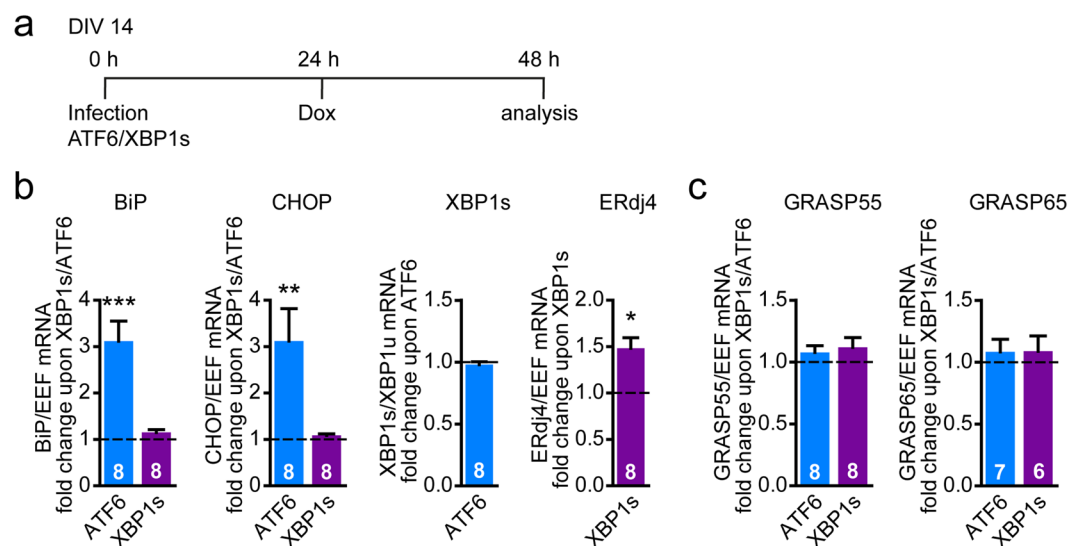 a
DIV 14
0 h 24 h 48 h
Infection Dox analysis
ATF6/XBP1s
b
BiP
BiP/EEF mRNA
fold change upon XBP1s/ATF6
4
3
2
1
0
***
8 8
ATF6 XBP1s
CHOP
CHOP/EEF mRNA
fold change upon XBP1s/ATF6
4
3
2
1
0
**
8 8
ATF6 XBP1s
XBP1s
XBP1s/XBP1u mRNA
fold change upon ATF6
1.5
1.0
0.5
0.0
8
ATF6
ERdj4
ERdj4/EEF mRNA
fold change upon XBP1s
2.0
1.5
1.0
0.5
0.0
*
8
XBP1s
c
GRASP55
GRASP55/EEF mRNA
fold change upon XBP1s/ATF6
1.5
1.0
0.5
0.0
8 8
ATF6 XBP1s
GRASP65
GRASP65/EEF mRNA
fold change upon XBP1s/ATF6
1.5
1.0
0.5
0.0
7 6
ATF6 XBP1s